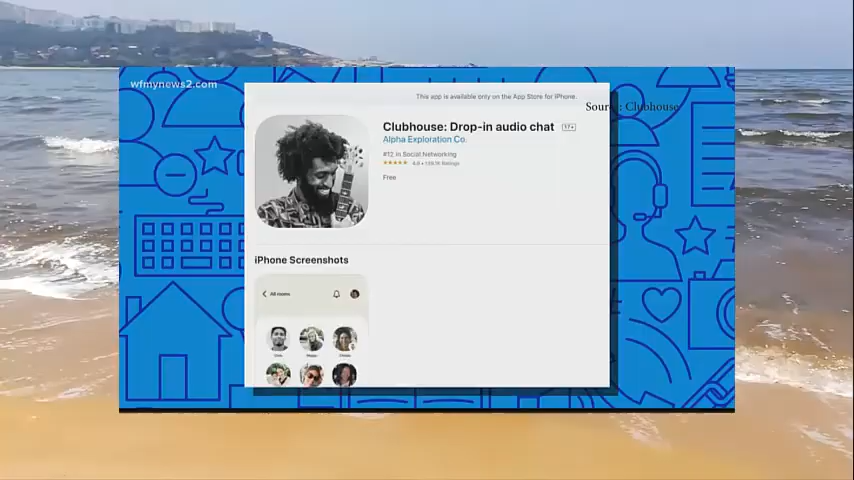 wfmynews2.com
This app is available only on the App Store for iPhone.
Source: Clubhouse
Clubhouse: Drop-in audio chat 17+
Alpha Exploration Co.
#12 in Social Networking
Free
iPhone Screenshots
All rooms